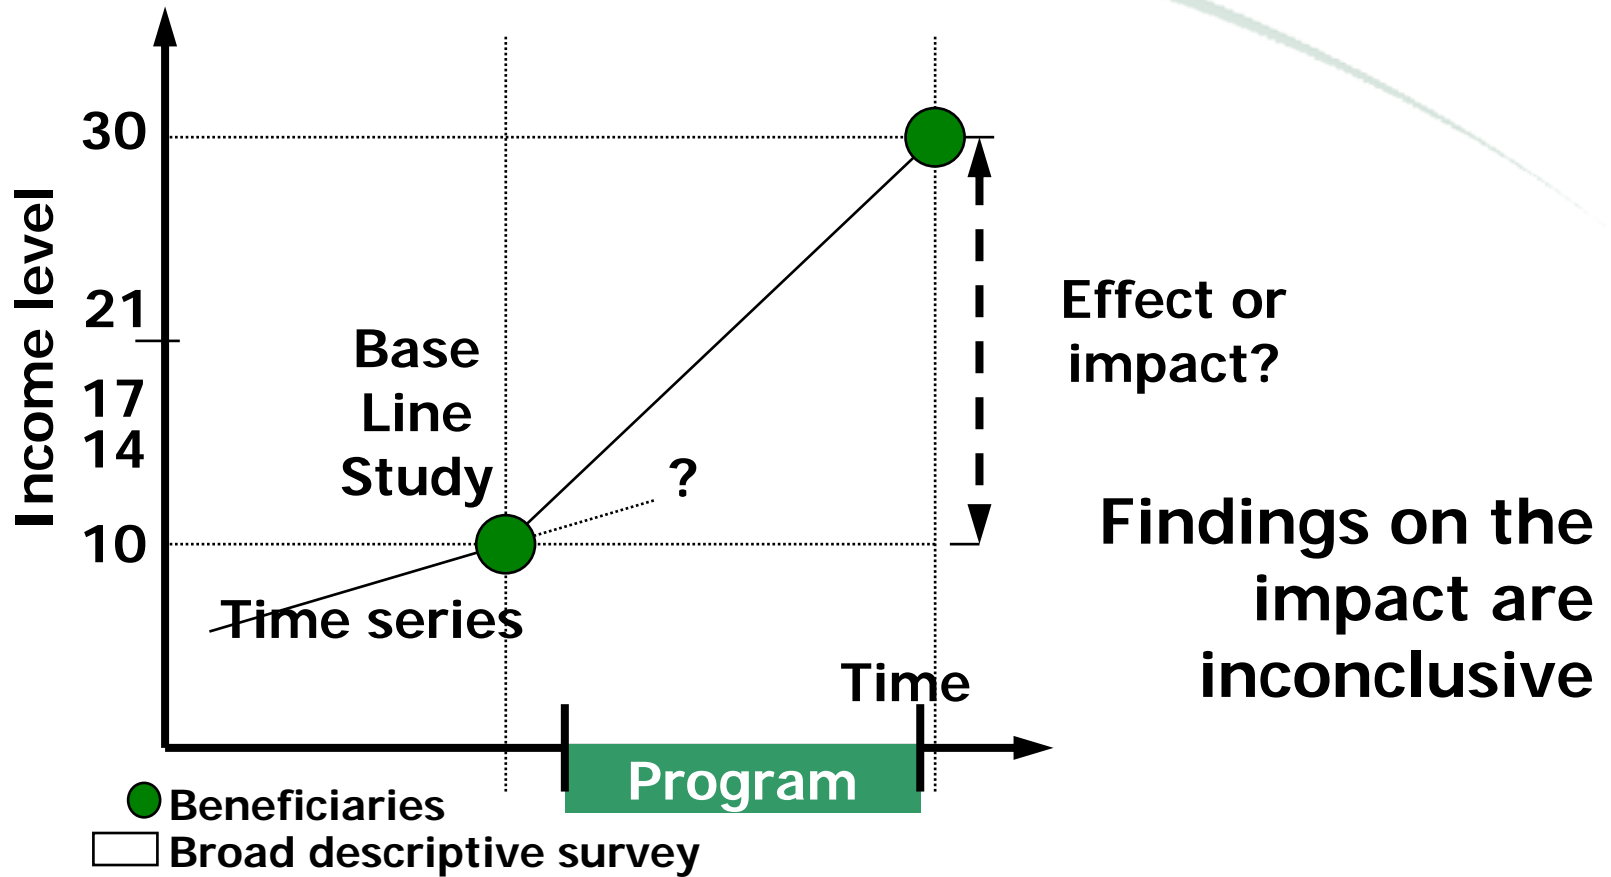 30
21
17
14
10
Income level
Base
Line
Study
?
Time series
Effect or
impact?
Findings on the
impact are
inconclusive
Time
Program
Beneficiaries
Broad descriptive survey